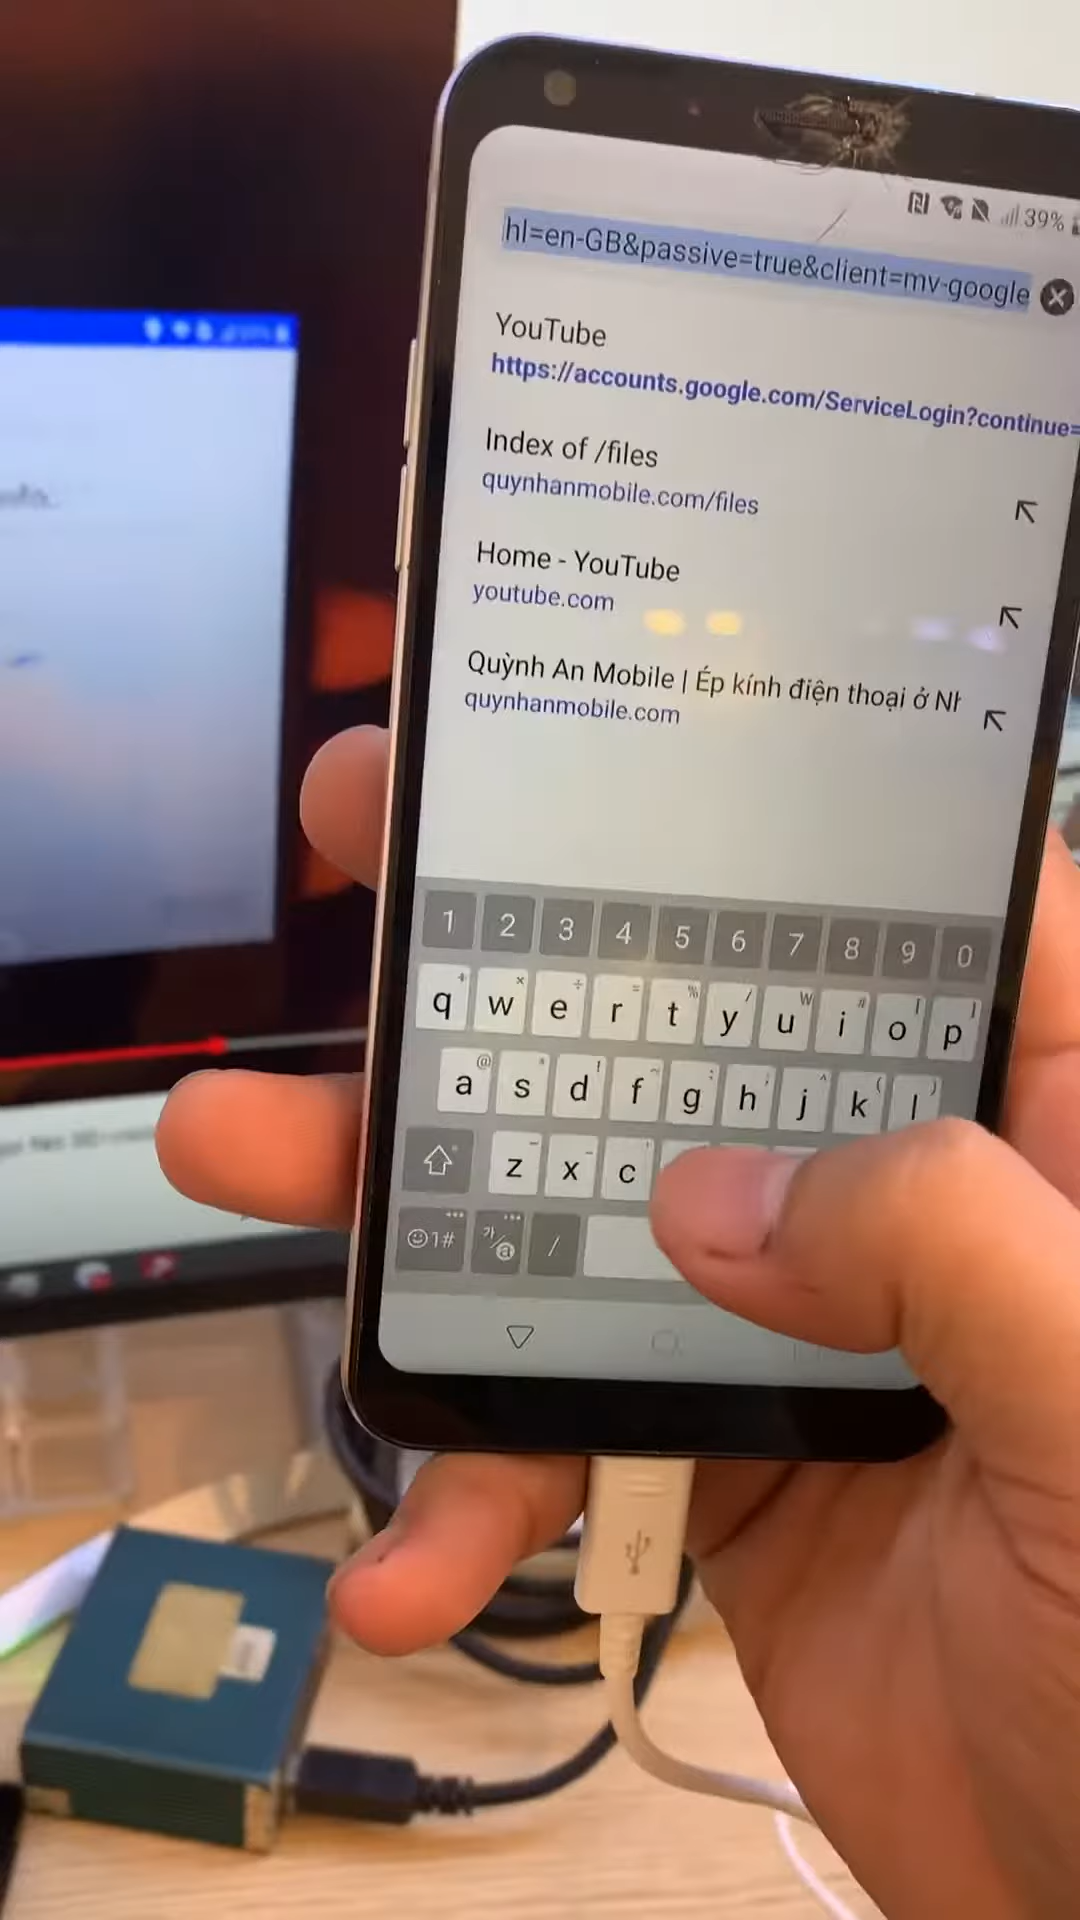 39%
hl=en-GB&passive=true&client=mv-google
YouTube
https://accounts.google.com/ServiceLogin?continue=
Index of /files
quynhanmobile.com/files
Home - YouTube
youtube.com
Quỳnh An Mobile | Ép kính điện thoại ở Nh
quynhanmobile.com
1 2 3 4 5 6 7 8 9 0
q w e r t y u i o p
a s d f g h j k l
z x c
1# 가/a /